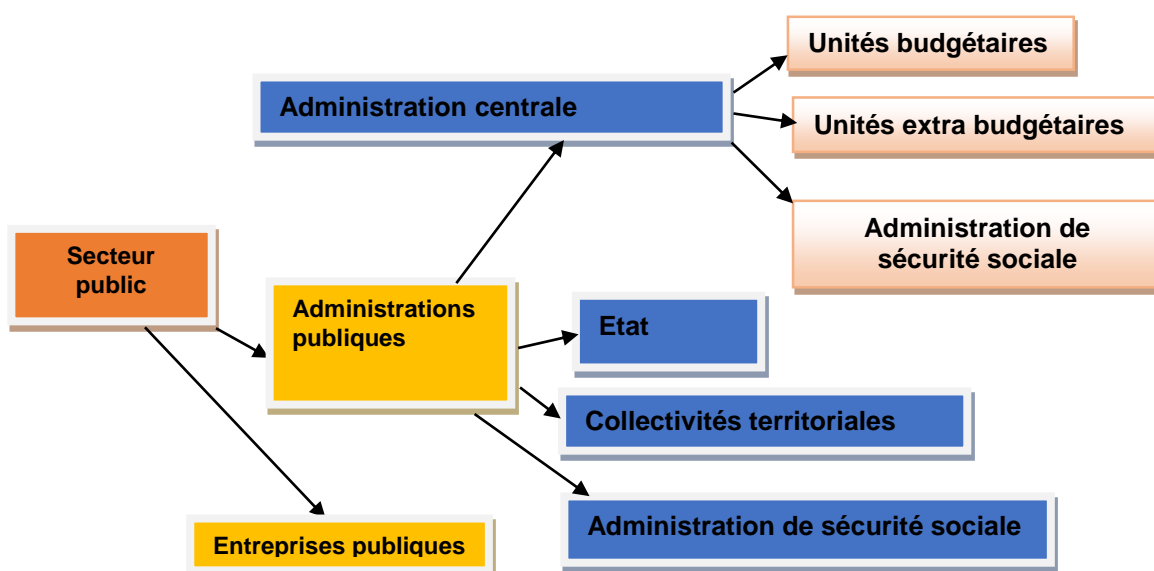 Unités budgétaires
Administration centrale
Unités extra budgétaires
Administration de
sécurité sociale
Secteur
public
Administrations
publiques
Etat
Collectivités territoriales
Administration de sécurité sociale
Entreprises publiques